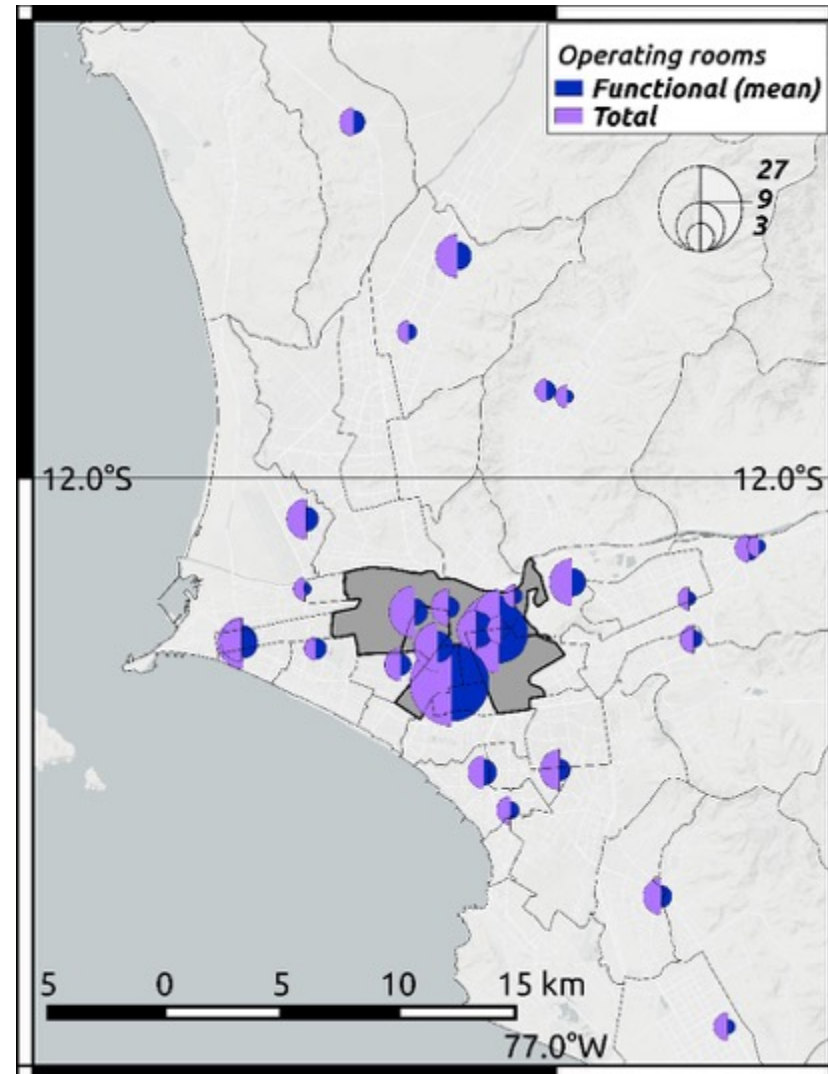 Operating rooms
Functional (mean)
Total
27
9
3
12.0°S
12.0°S
5 0 5 10 15 km
77.0°W